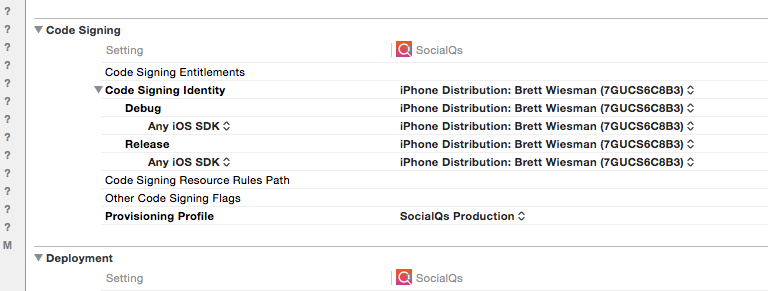 ?
?
Code Signing
?
Setting SocialQs
?
Code Signing Entitlements
?
Code Signing Identity iPhone Distribution: Brett Wiesman (7GUCS6C8B3)
?
Debug iPhone Distribution: Brett Wiesman (7GUCS6C8B3)
?
Any iOS SDK iPhone Distribution: Brett Wiesman (7GUCS6C8B3)
?
Release iPhone Distribution: Brett Wiesman (7GUCS6C8B3)
?
Any iOS SDK iPhone Distribution: Brett Wiesman (7GUCS6C8B3)
?
Code Signing Resource Rules Path
?
Other Code Signing Flags
?
Provisioning Profile SocialQs Production
?
?
M
Deployment
Setting SocialQs